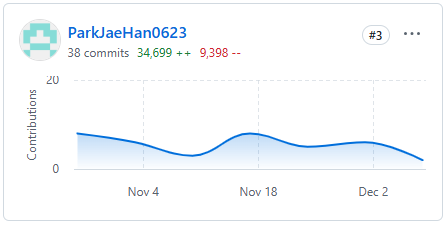 ParkJaeHan0623
#3
38 commits 34,699 ++ 9,398 --
20
Contributions
0
Nov 4 Nov 18 Dec 2